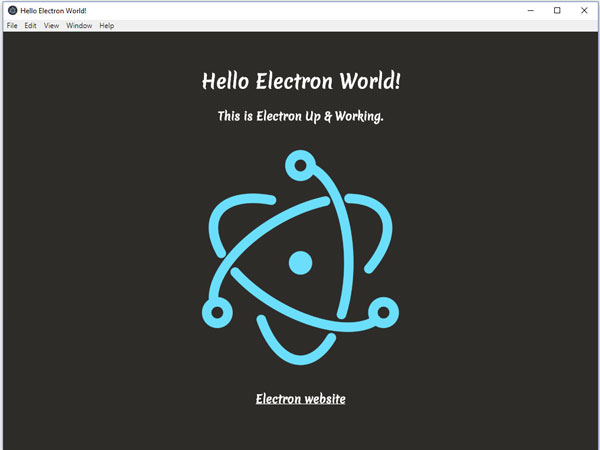 Hello Electron World!
File Edit View Window Help
Hello Electron World!
This is Electron Up & Working.
Electron website